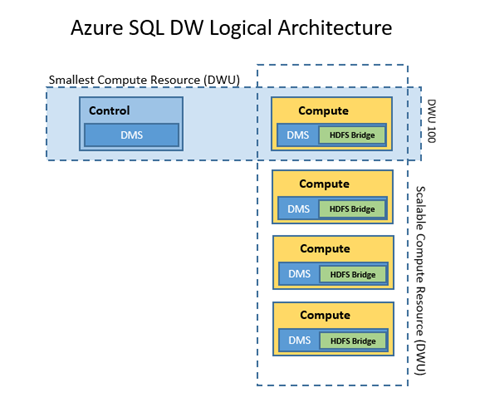 Azure SQL DW Logical Architecture
Smallest Compute Resource (DWU)
Control
DMS
Compute
DMS
HDFS Bridge
DWU 100
Compute
DMS
HDFS Bridge
Compute
DMS
HDFS Bridge
Compute
DMS
HDFS Bridge
Scalable Compute Resource (DWU)